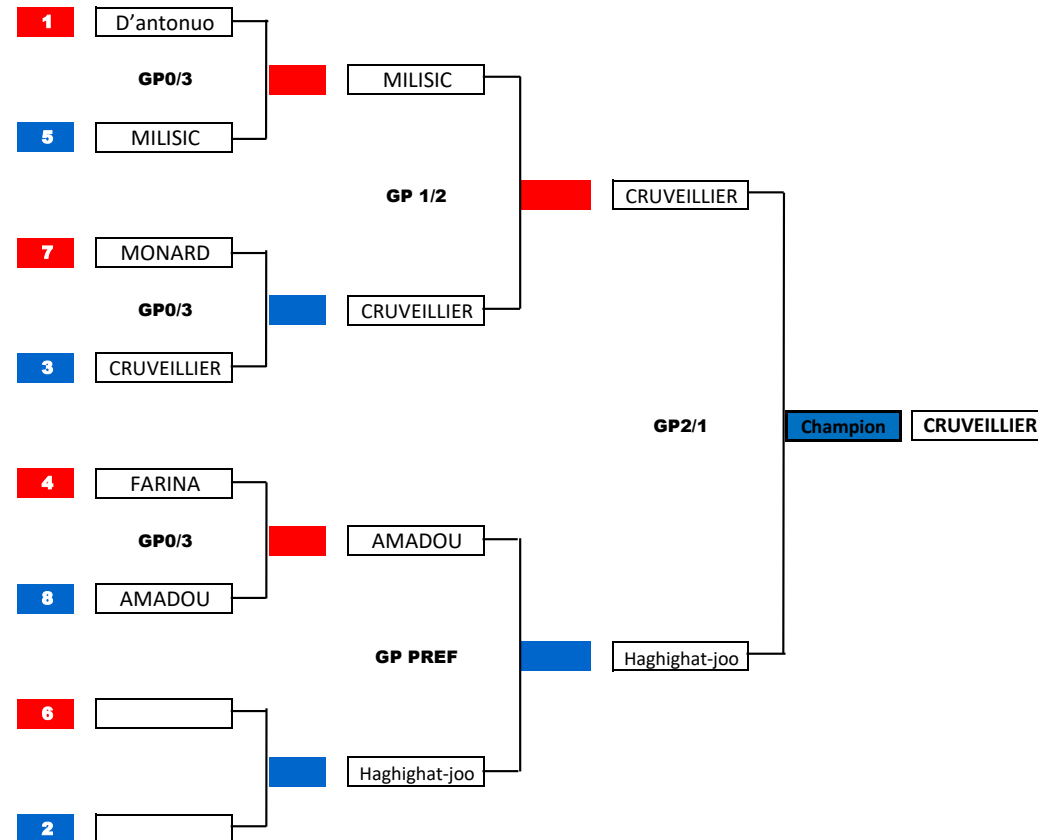 1 D'antonuo
GP0/3 MILISIC
5 MILISIC
GP 1/2 CRUVEILLIER
7 MONARD
GP0/3 CRUVEILLIER
3 CRUVEILLIER
GP2/1 Champion CRUVEILLIER
4 FARINA
GP0/3 AMADOU
8 AMADOU
GP PREF Haghighat-joo
6
Haghighat-joo
2